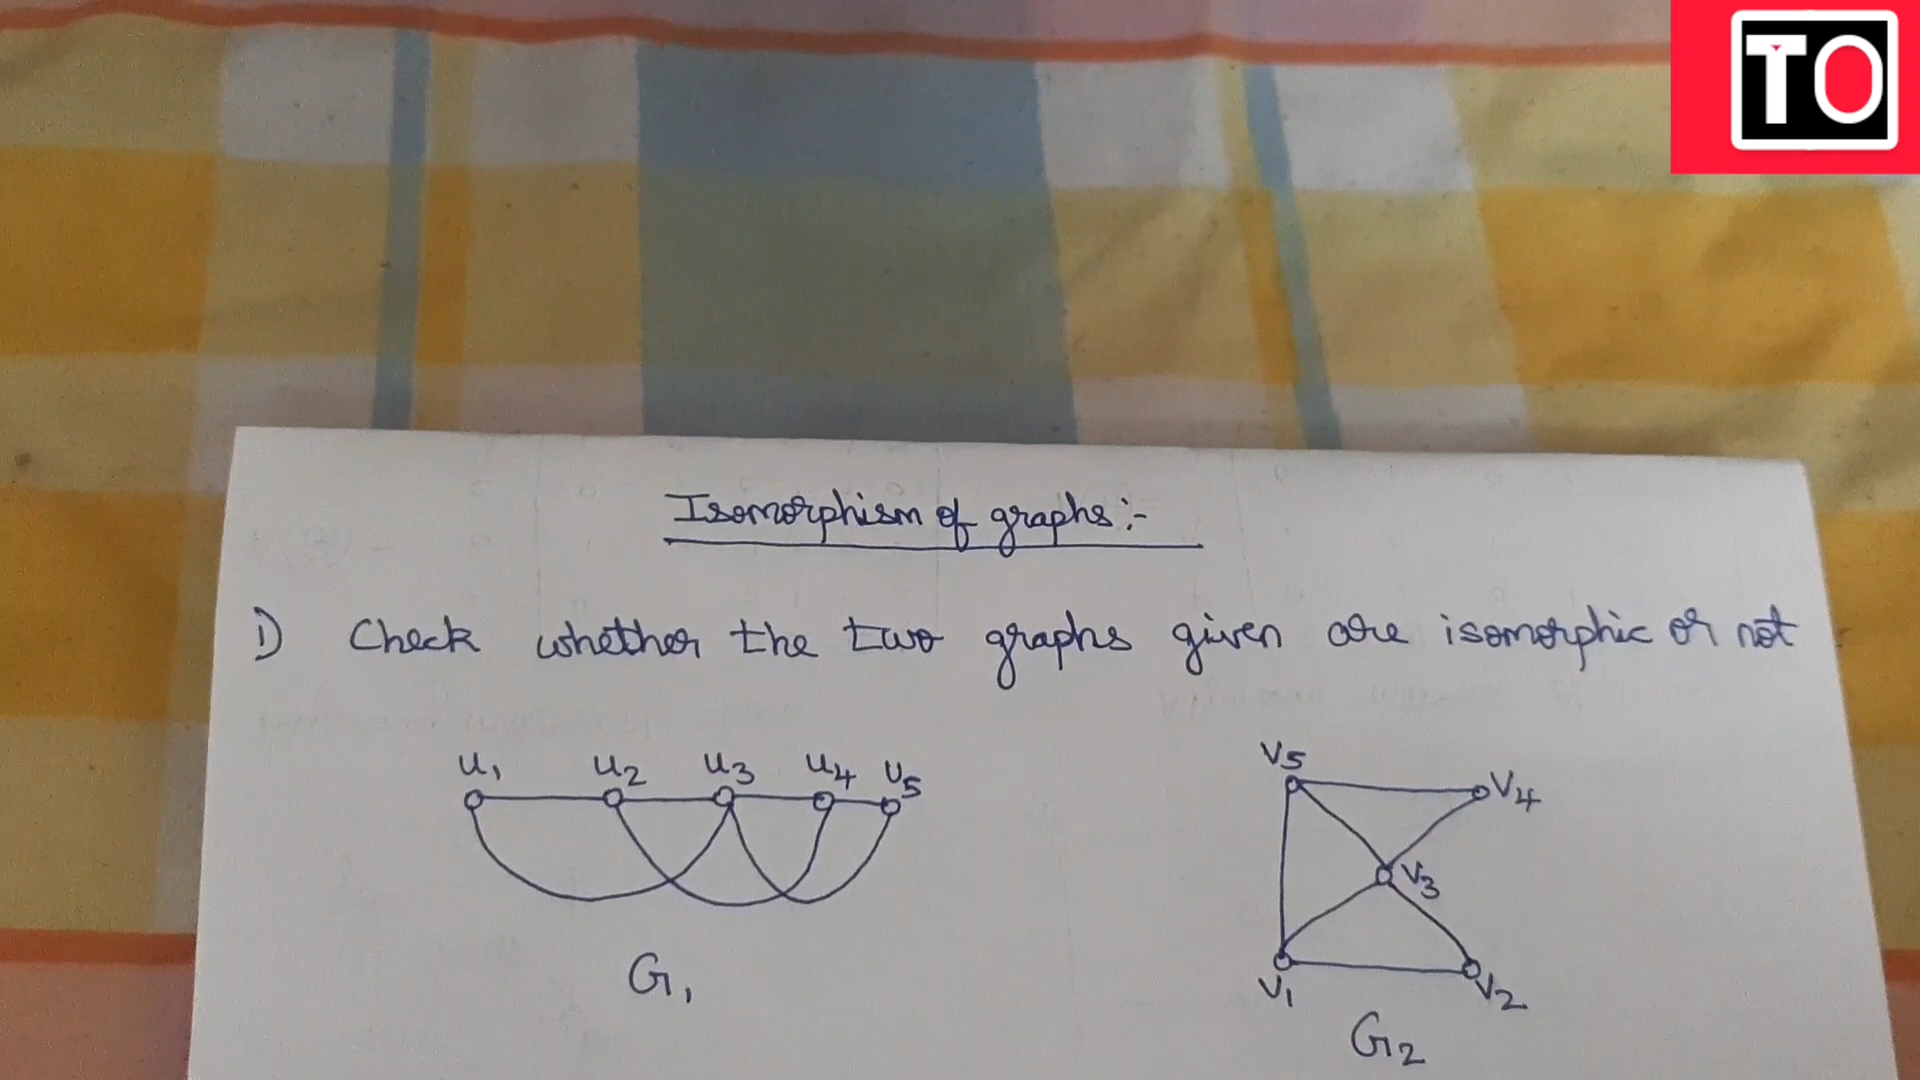 TO
Isomorphism of graphs:-
1) Check whether the two graphs given are isomorphic or not
u1 u2 u3 u4 u5
V5
V4
V3
V1
V2
G1
G2